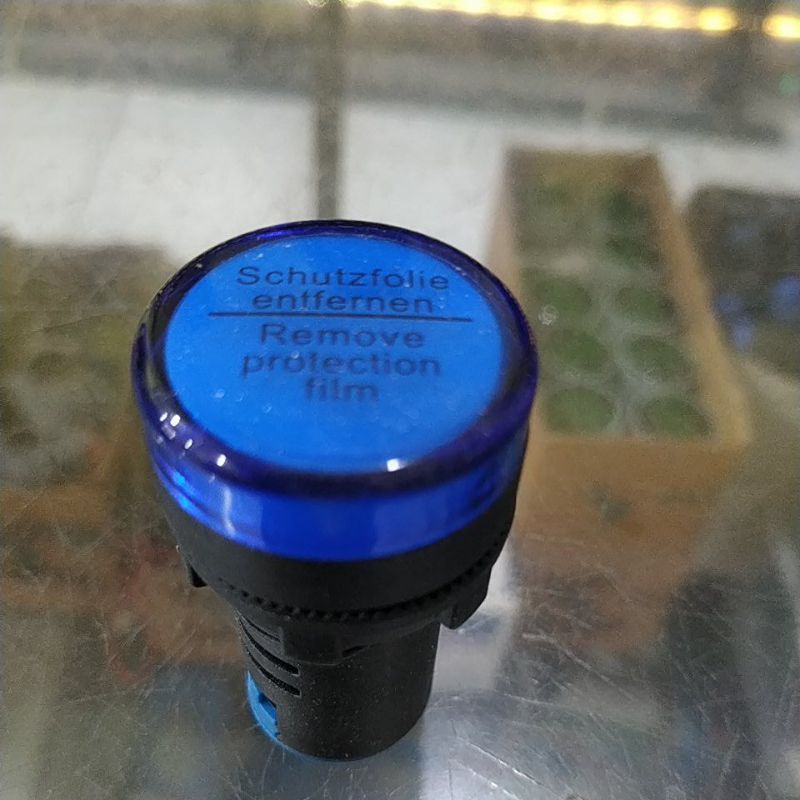 Schutzfolie
entfernen
Remove
protection
film